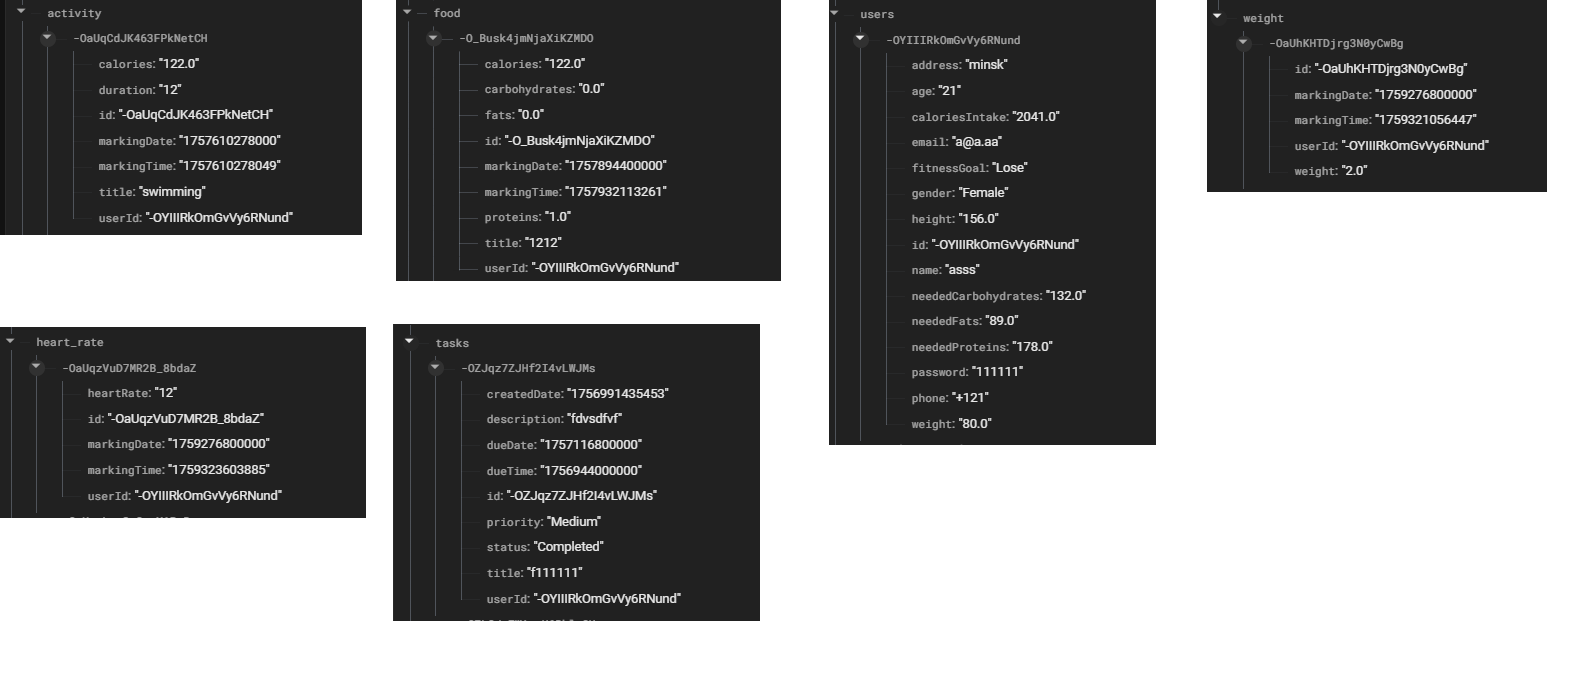 activity
-OaUqCdJK463FPkNetCH
calories: "122.0"
duration: "12"
id: "-OaUqCdJK463FPkNetCH"
markingDate: "1757610278000"
markingTime: "1757610278049"
title: "swimming"
userId: "-OYIIIRkOmGvVy6RNund"
food
-O_Busk4jmNjaXiKZMDO
calories: "122.0"
carbohydrates: "0.0"
fats: "0.0"
id: "-O_Busk4jmNjaXiKZMDO"
markingDate: "1757894400000"
markingTime: "1757932113261"
proteins: "1.0"
title: "1212"
userId: "-OYIIIRkOmGvVy6RNund"
users
-OYIIIRkOmGvVy6RNund
address: "minsk"
age: "21"
caloriesIntake: "2041.0"
email: "a@a.aa"
fitnessGoal: "Lose"
gender: "Female"
height: "156.0"
id: "-OYIIIRkOmGvVy6RNund"
name: "asss"
neededCarbohydrates: "132.0"
neededFats: "89.0"
neededProteins: "178.0"
password: "111111"
phone: "+121"
weight: "80.0"
weight
-OaUhKHTDjrg3N0yCwBg
id: "-OaUhKHTDjrg3N0yCwBg"
markingDate: "1759276800000"
markingTime: "1759321056447"
userId: "-OYIIIRkOmGvVy6RNund"
weight: "2.0"
heart_rate
-OaUqzVuD7MR2B_8bdaZ
heartRate: "12"
id: "-OaUqzVuD7MR2B_8bdaZ"
markingDate: "1759276800000"
markingTime: "1759323603885"
userId: "-OYIIIRkOmGvVy6RNund"
tasks
-OZJqz7ZJHf2I4vLWJMs
createdDate: "1756991435453"
description: "fdvsdfvf"
dueDate: "1757116800000"
dueTime: "1756944000000"
id: "-OZJqz7ZJHf2I4vLWJMs"
priority: "Medium"
status: "Completed"
title: "f111111"
userId: "-OYIIIRkOmGvVy6RNund"